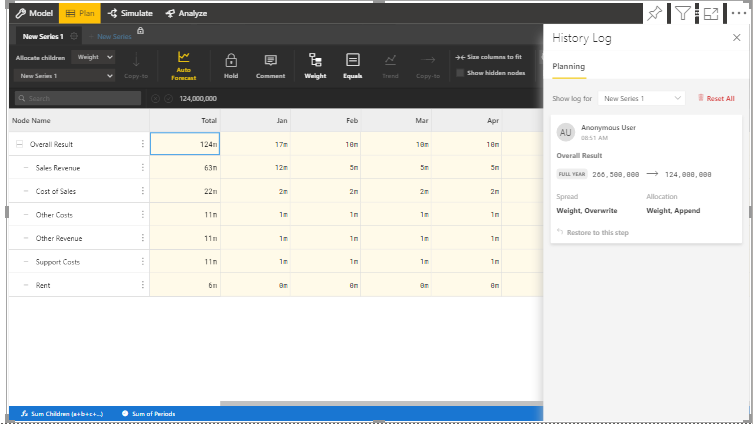 Model Plan Simulate Analyze
New Series 1 + New Series
Allocate children Weight
New Series 1
Copy-to
Auto
Forecast
Hold
Comment
Weight
Equals
Trend
Copy-to
Size columns to fit
Show hidden nodes
Search
124,000,000
Node Name Total Jan Feb Mar Apr
Overall Result 124m 17m 10m 10m 10m
Sales Revenue 63m 12m 5m 5m 5m
Cost of Sales 22m 2m 2m 2m 2m
Other Costs 11m 1m 1m 1m 1m
Other Revenue 11m 1m 1m 1m 1m
Support Costs 11m 1m 1m 1m 1m
Rent 6m 0m 0m 0m 0m
fx Sum Children (a+b+c+...) Sum of Periods
History Log
Planning
Show log for New Series 1 Reset All
AU Anonymous User
08:51 AM
Overall Result
FULL YEAR 266,500,000 → 124,000,000
Spread Allocation
Weight, Overwrite Weight, Append
Restore to this step